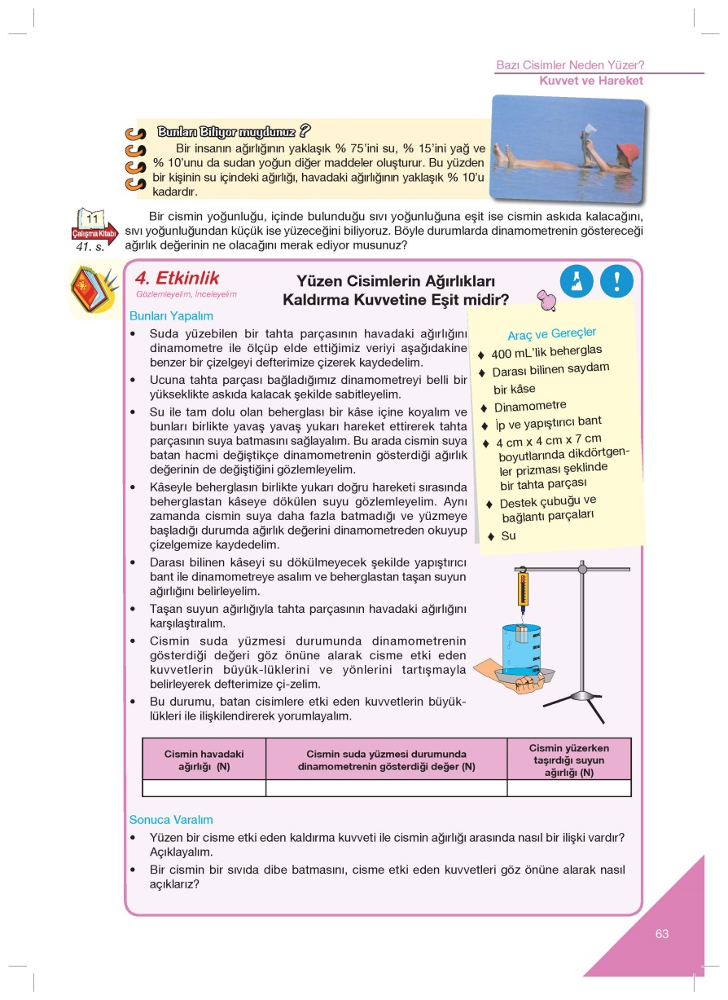 Bazı Cisimler Neden Yüzer?
Kuvvet ve Hareket
Bunları Biliyor muydunuz ?
Bir insanın ağırlığının yaklaşık % 75'ini su, % 15'ini yağ ve
% 10'unu da sudan yoğun diğer maddeler oluşturur. Bu yüzden
bir kişinin su içindeki ağırlığı, havadaki ağırlığının yaklaşık % 10'u
kadardır.
11
Çalışma Kitabı
41. s.
Bir cismin yoğunluğu, içinde bulunduğu sıvı yoğunluğuna eşit ise cismin askıda kalacağını,
sıvı yoğunluğundan küçük ise yüzeceğini biliyoruz. Böyle durumlarda dinamometrenin göstereceği
ağırlık değerinin ne olacağını merak ediyor musunuz?
4. Etkinlik
Gözlemleyelim, İnceleyelim
Yüzen Cisimlerin Ağırlıkları
Kaldırma Kuvvetine Eşit midir?
Bunları Yapalım
• Suda yüzebilen bir tahta parçasının havadaki ağırlığını
dinamometre ile ölçüp elde ettiğimiz veriyi aşağıdakine
benzer bir çizelgeyi defterimize çizerek kaydedelim.
• Ucuna tahta parçası bağladığımız dinamometreyi belli bir
yükseklikte askıda kalacak şekilde sabitleyelim.
• Su ile tam dolu olan beherglası bir kâse içine koyalım ve
bunları birlikte yavaş yavaş yukarı hareket ettirerek tahta
parçasının suya batmasını sağlayalım. Bu arada cismin suya
batan hacmi değiştikçe dinamometrenin gösterdiği ağırlık
değerinin de değiştiğini gözlemleyelim.
• Kâseyle beherglasın birlikte yukarı doğru hareketi sırasında
beherglastan kâseye dökülen suyu gözlemleyelim. Aynı
zamanda cismin suya daha fazla batmadığı ve yüzmeye
başladığı durumda ağırlık değerini dinamometreden okuyup
çizelgemize kaydedelim.
• Darası bilinen kâseyi su dökülmeyecek şekilde yapıştırıcı
bant ile dinamometreye asalım ve beherglastan taşan suyun
ağırlığını belirleyelim.
• Taşan suyun ağırlığıyla tahta parçasının havadaki ağırlığını
karşılaştıralım.
• Cismin suda yüzmesi durumunda dinamometrenin
gösterdiği değeri göz önüne alarak cisme etki eden
kuvvetlerin büyük-lüklerini ve yönlerini tartışmayla
belirleyerek defterimize çi-zelim.
• Bu durumu, batan cisimlere etki eden kuvvetlerin büyük-
lükleri ile ilişkilendirerek yorumlayalım.
Araç ve Gereçler
♦ 400 mL'lik beherglas
♦ Darası bilinen saydam
bir kâse
♦ Dinamometre
♦ İp ve yapıştırıcı bant
♦ 4 cm x 4 cm x 7 cm
boyutlarında dikdörtgen-
ler prizması şeklinde
bir tahta parçası
♦ Destek çubuğu ve
bağlantı parçaları
♦ Su
Cismin havadaki
ağırlığı (N)
Cismin suda yüzmesi durumunda
dinamometrenin gösterdiği değer (N)
Cismin yüzerken
taşırdığı suyun
ağırlığı (N)
Sonuca Varalım
• Yüzen bir cisme etki eden kaldırma kuvveti ile cismin ağırlığı arasında nasıl bir ilişki vardır?
Açıklayalım.
• Bir cismin bir sıvıda dibe batmasını, cisme etki eden kuvvetleri göz önüne alarak nasıl
açıklarız?
63